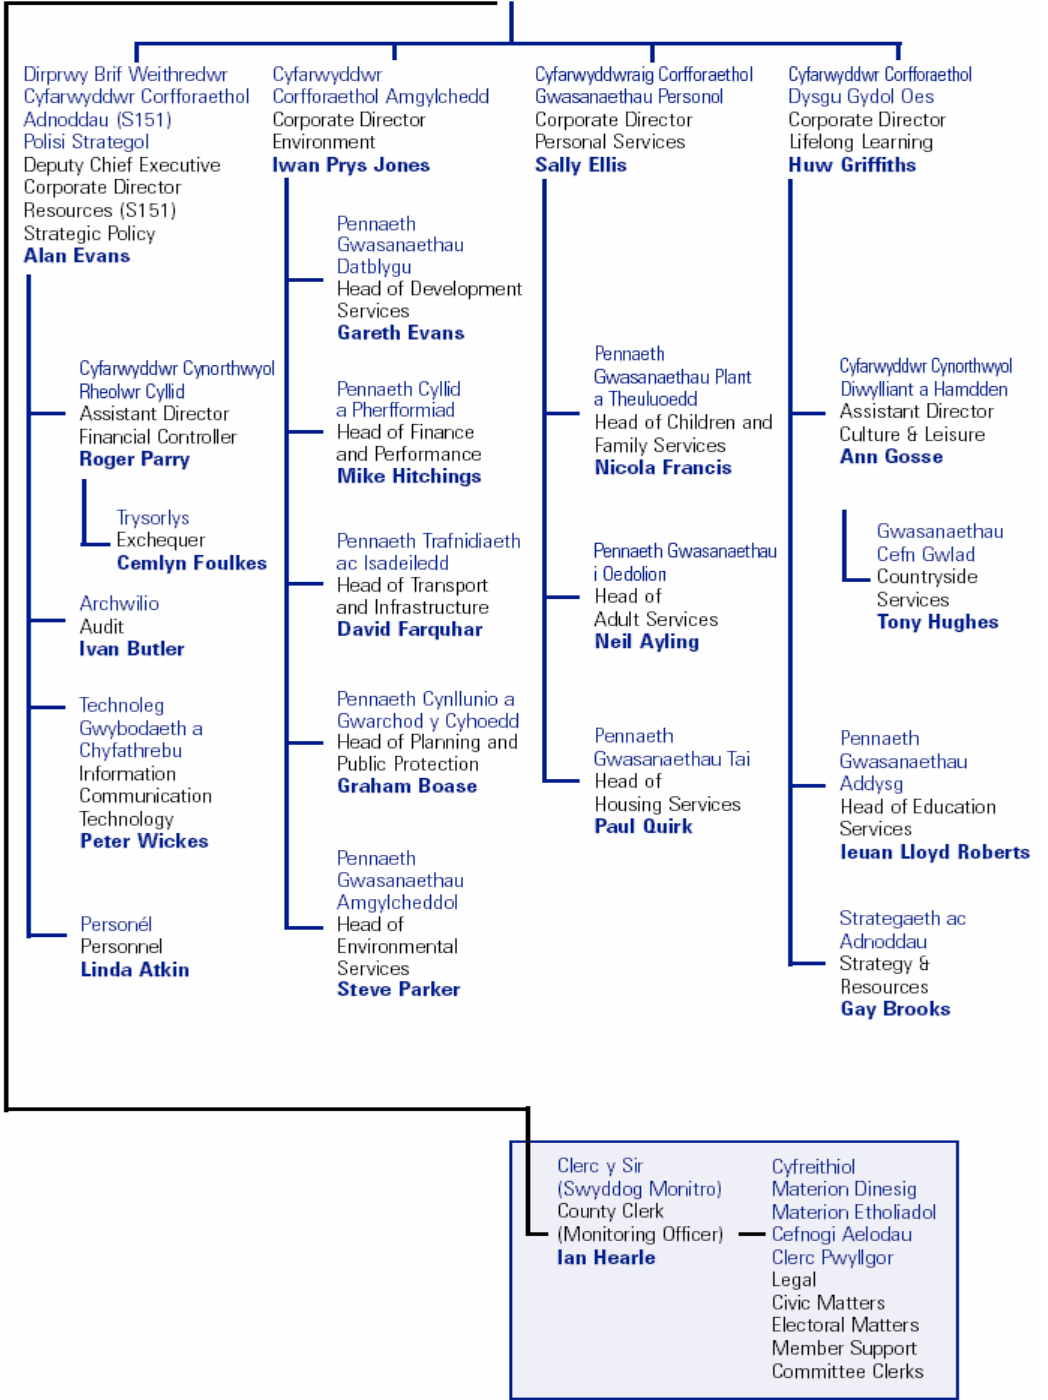 Dirprwy Brif Weithredwr
Cyfarwyddwr Corfforaethol
Adnoddau (S151)
Polisi Strategol
Deputy Chief Executive
Corporate Director
Resources (S151)
Strategic Policy
Alan Evans
Cyfarwyddwr Cynorthwyol
Rheolwr Cyllid
Assistant Director
Financial Controller
Roger Parry
Trysorlys
Exchequer
Cemlyn Foulkes
Archwilio
Audit
Ivan Butler
Technoleg
Gwybodaeth a
Chyfathrebu
Information
Communication
Technology
Peter Wickes
Personél
Personnel
Linda Atkin
Cyfarwyddwr
Corfforaethol Amgylchedd
Corporate Director
Environment
Iwan Prys Jones
Pennaeth
Gwasanaethau
Datblygu
Head of Development
Services
Gareth Evans
Pennaeth Cyllid
a Pherfformiad
Head of Finance
and Performance
Mike Hitchings
Pennaeth Trafnidiaeth
ac Isadeiledd
Head of Transport
and Infrastructure
David Farquhar
Pennaeth Cynllunio a
Gwarchod y Cyhoedd
Head of Planning and
Public Protection
Graham Boase
Pennaeth
Gwasanaethau
Amgylcheddol
Head of
Environmental
Services
Steve Parker
Cyfarwyddwraig Corfforaethol
Gwasanaethau Personol
Corporate Director
Personal Services
Sally Ellis
Pennaeth
Gwasanaethau Plant
a Theuluoedd
Head of Children and
Family Services
Nicola Francis
Pennaeth Gwasanaethau
i Oedolion
Head of
Adult Services
Neil Ayling
Pennaeth
Gwasanaethau Tai
Head of
Housing Services
Paul Quirk
Cyfarwyddwr Corfforaethol
Dysgu Gydol Oes
Corporate Director
Lifelong Learning
Huw Griffiths
Cyfarwyddwr Cynorthwyol
Diwylliant a Hamdden
Assistant Director
Culture & Leisure
Ann Gosse
Gwasanaethau
Cefn Gwlad
Countryside
Services
Tony Hughes
Pennaeth
Gwasanaethau
Addysg
Head of Education
Services
Ieuan Lloyd Roberts
Strategaeth ac
Adnoddau
Strategy &
Resources
Gay Brooks
Clerc y Sir
(Swyddog Monitro)
County Clerk
(Monitoring Officer)
Ian Hearle
Cyfreithiol
Materion Dinesig
Materion Etholiadol
Cefnogi Aelodau
Clerc Pwyllgor
Legal
Civic Matters
Electoral Matters
Member Support
Committee Clerks